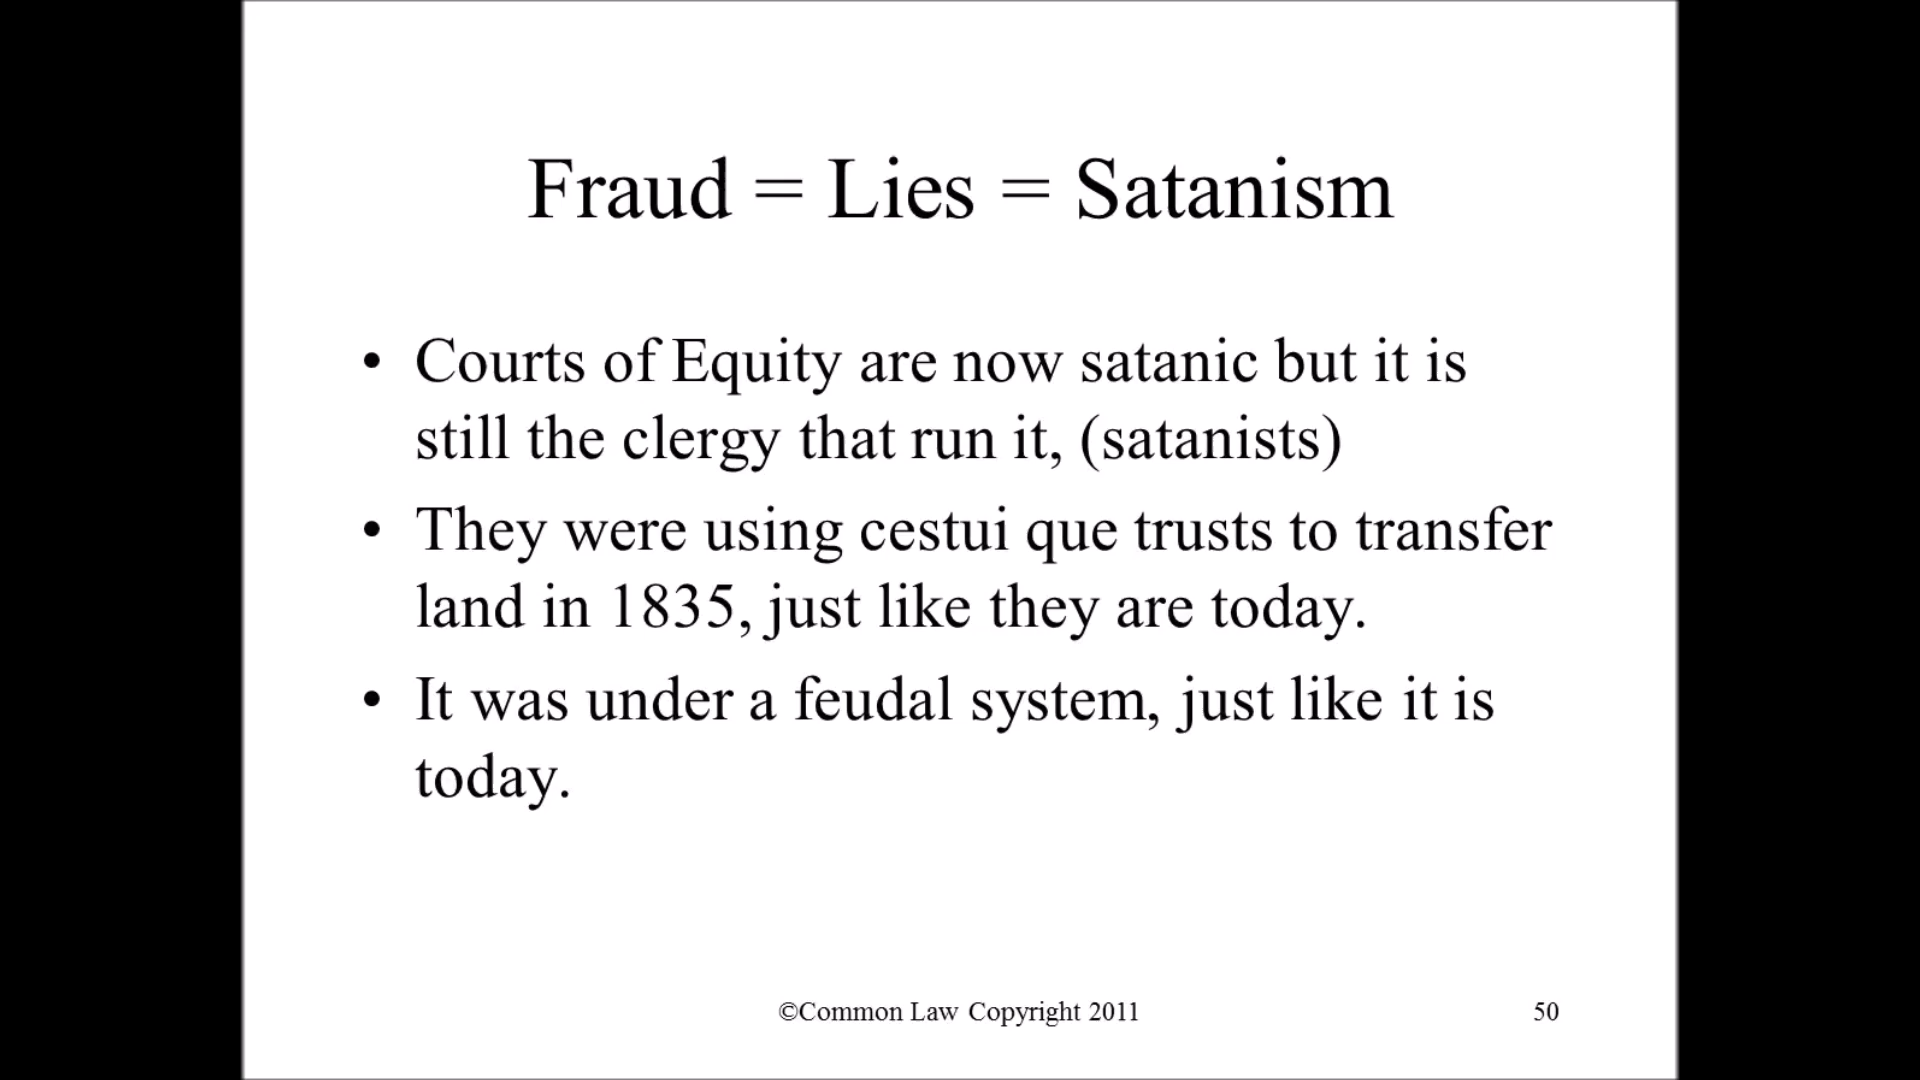 Fraud = Lies = Satanism
• Courts of Equity are now satanic but it is
still the clergy that run it, (satanists)
• They were using cestui que trusts to transfer
land in 1835, just like they are today.
• It was under a feudal system, just like it is
today.
©Common Law Copyright 2011
50